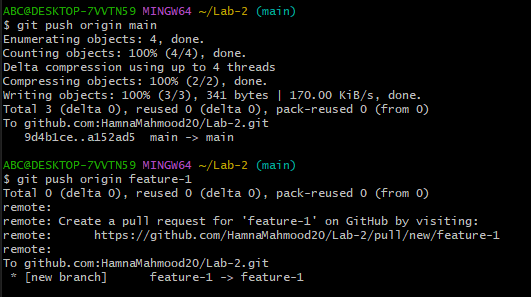 ABC@DESKTOP-7VVTN59 MINGW64 ~/Lab-2 (main)
$ git push origin main
Enumerating objects: 4, done.
Counting objects: 100% (4/4), done.
Delta compression using up to 4 threads
Compressing objects: 100% (2/2), done.
Writing objects: 100% (3/3), 341 bytes | 170.00 KiB/s, done.
Total 3 (delta 0), reused 0 (delta 0), pack-reused 0 (from 0)
To github.com:HamnaMahmood20/Lab-2.git
   9d4b1ce..a152ad5  main -> main
ABC@DESKTOP-7VVTN59 MINGW64 ~/Lab-2 (main)
$ git push origin feature-1
Total 0 (delta 0), reused 0 (delta 0), pack-reused 0 (from 0)
remote:
remote: Create a pull request for 'feature-1' on GitHub by visiting:
remote:      https://github.com/HamnaMahmood20/Lab-2/pull/new/feature-1
remote:
To github.com:HamnaMahmood20/Lab-2.git
 * [new branch]      feature-1 -> feature-1